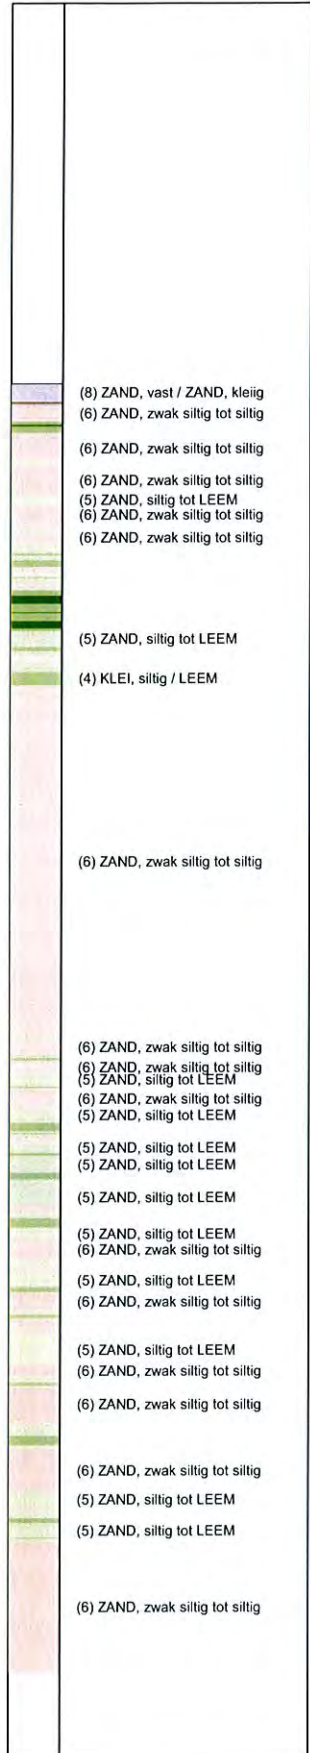 (8) ZAND, vast / ZAND, kleiig
(6) ZAND, zwak siltig tot siltig
(6) ZAND, zwak siltig tot siltig
(6) ZAND, zwak siltig tot siltig
(5) ZAND, siltig tot LEEM
(6) ZAND, zwak siltig tot siltig
(6) ZAND, zwak siltig tot siltig
(5) ZAND, siltig tot LEEM
(4) KLEI, siltig / LEEM
(6) ZAND, zwak siltig tot siltig
(6) ZAND, zwak siltig tot siltig
(6) ZAND, zwak siltig tot siltig
(5) ZAND, siltig tot LEEM
(6) ZAND, zwak siltig tot siltig
(5) ZAND, siltig tot LEEM
(5) ZAND, siltig tot LEEM
(5) ZAND, siltig tot LEEM
(5) ZAND, siltig tot LEEM
(5) ZAND, siltig tot LEEM
(6) ZAND, zwak siltig tot siltig
(5) ZAND, siltig tot LEEM
(6) ZAND, zwak siltig tot siltig
(5) ZAND, siltig tot LEEM
(6) ZAND, zwak siltig tot siltig
(6) ZAND, zwak siltig tot siltig
(6) ZAND, zwak siltig tot siltig
(5) ZAND, siltig tot LEEM
(5) ZAND, siltig tot LEEM
(6) ZAND, zwak siltig tot siltig